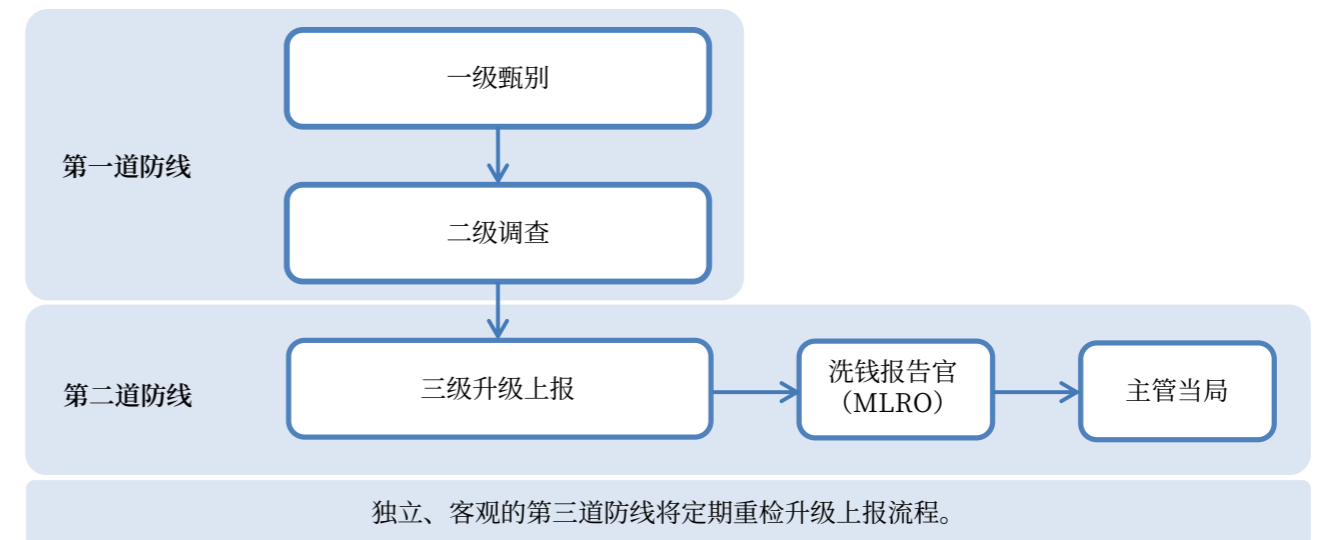 一级甄别
第一道防线
二级调查
第二道防线
三级升级上报
洗钱报告官
（MLRO）
主管当局
独立、客观的第三道防线将定期重检升级上报流程。